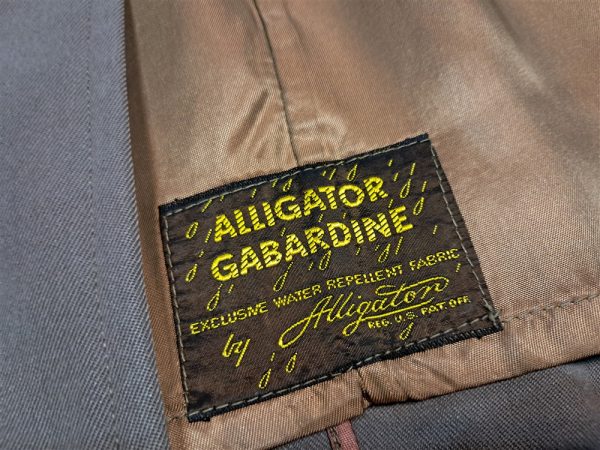 ALLIGATOR
GABARDINE
EXCLUSIVE WATER REPELLENT FABRIC
by Alligator
REG. U.S. PAT. OFF.